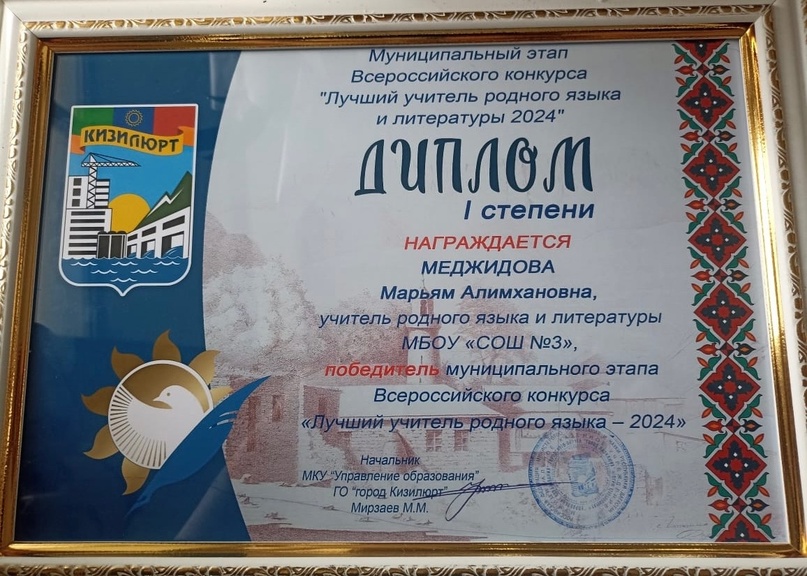 Муниципальный этап
Всероссийского конкурса
"Лучший учитель родного языка
и литературы 2024"
КИЗИЛЮРТ
ДИПЛОМ
I степени
НАГРАЖДАЕТСЯ
МЕДЖИДОВА
Марьям Алимхановна,
учитель родного языка и литературы
МБОУ «СОШ №3»,
победитель муниципального этапа
Всероссийского конкурса
«Лучший учитель родного языка – 2024»
Начальник
МКУ "Управление образования"
ГО "город Кизилюрт"
Мирзаев М.М.